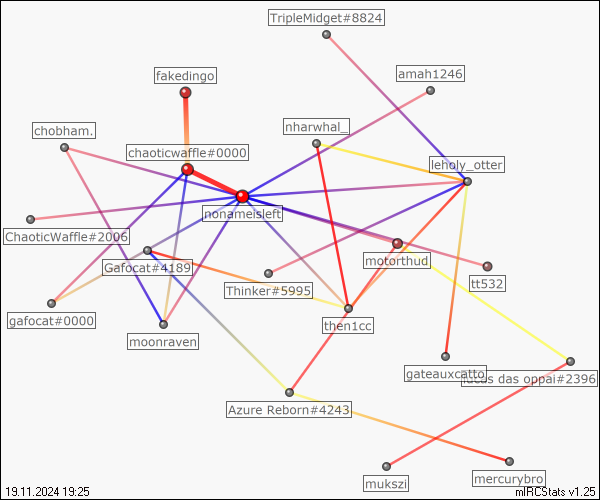 TripleMidget#8824
fakedingo
amah1246
chobham.
nharwhal_
chaoticwaffle#0000
leholy_otter
nonameisleft
ChaoticWaffle#2006
motorthud
Gafocat#4189
tt532
Thinker#5995
gafocat#0000
then1cc
moonraven
gateauxcatto
lucas das oppai#2396
Azure Reborn#4243
mukszi
mercurybro
19.11.2024 19:25
mIRCStats v1.25